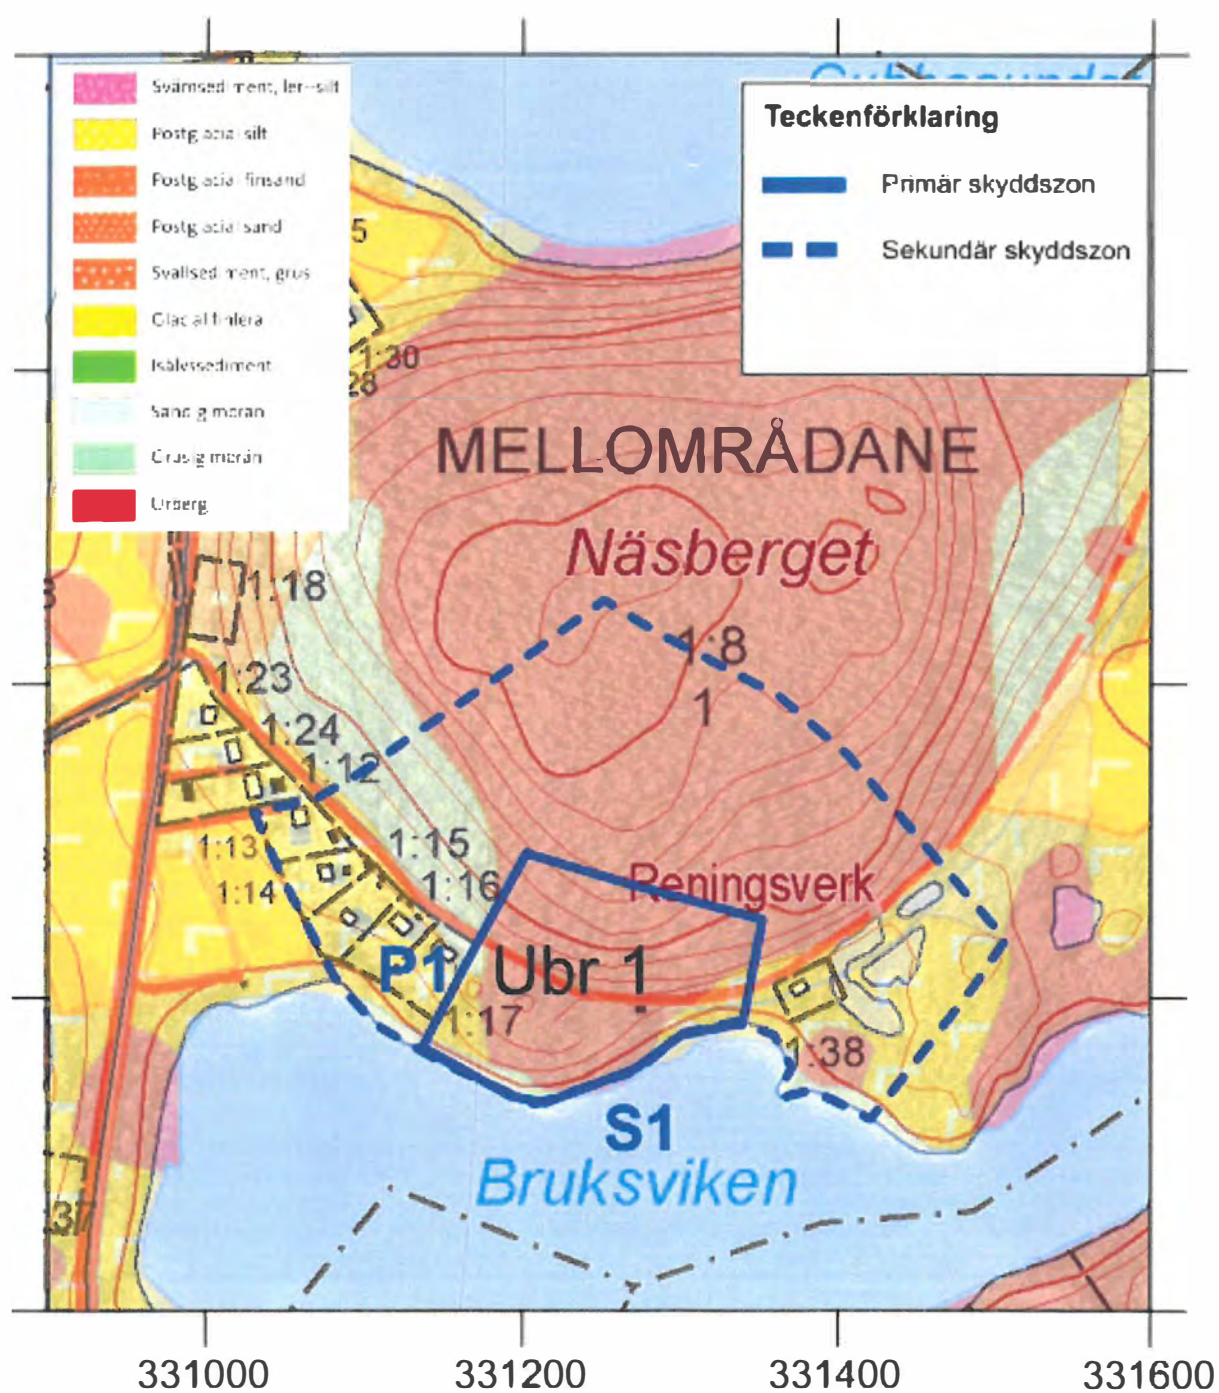 Svämsediment, ler--silt
Postglacial silt
Postglacial finsand
Postglacial sand
Svallsediment, grus
Glacial finlera
Isälvssediment
Sandig morän
Grusig morän
Urberg
Teckenförklaring
Primär skyddszon
Sekundär skyddszon
5
1:30
28
MELLOMRÅDANE
Näsberget
1:18
1:8
1
1:23
1:24
1:12
1:13
1:15
1:14
1:16
Reningsverk
P1
Ubr 1
1:17
1:38
S1
Bruksviken
:37
331000
331200
331400
331600